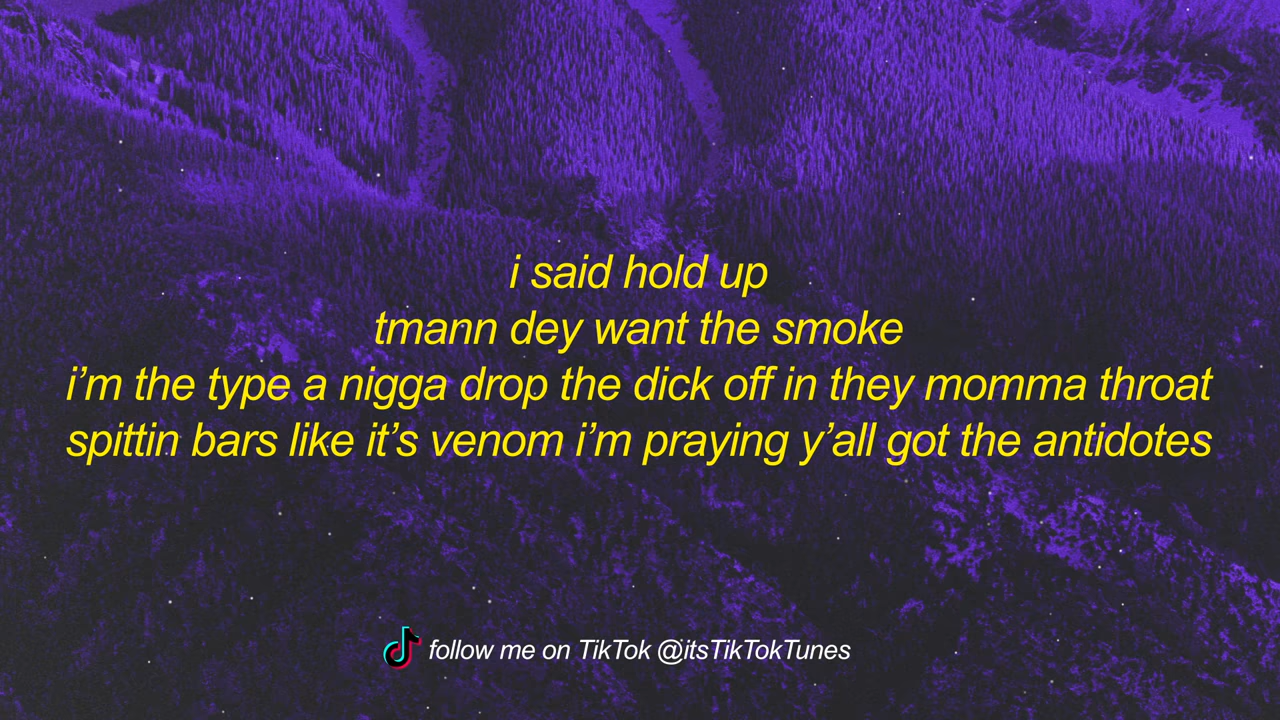 i said hold up
tmann dey want the smoke
i'm the type a nigga drop the dick off in they momma throat
spittin bars like it's venom i'm praying y'all got the antidotes
follow me on TikTok @itsTikTokTunes